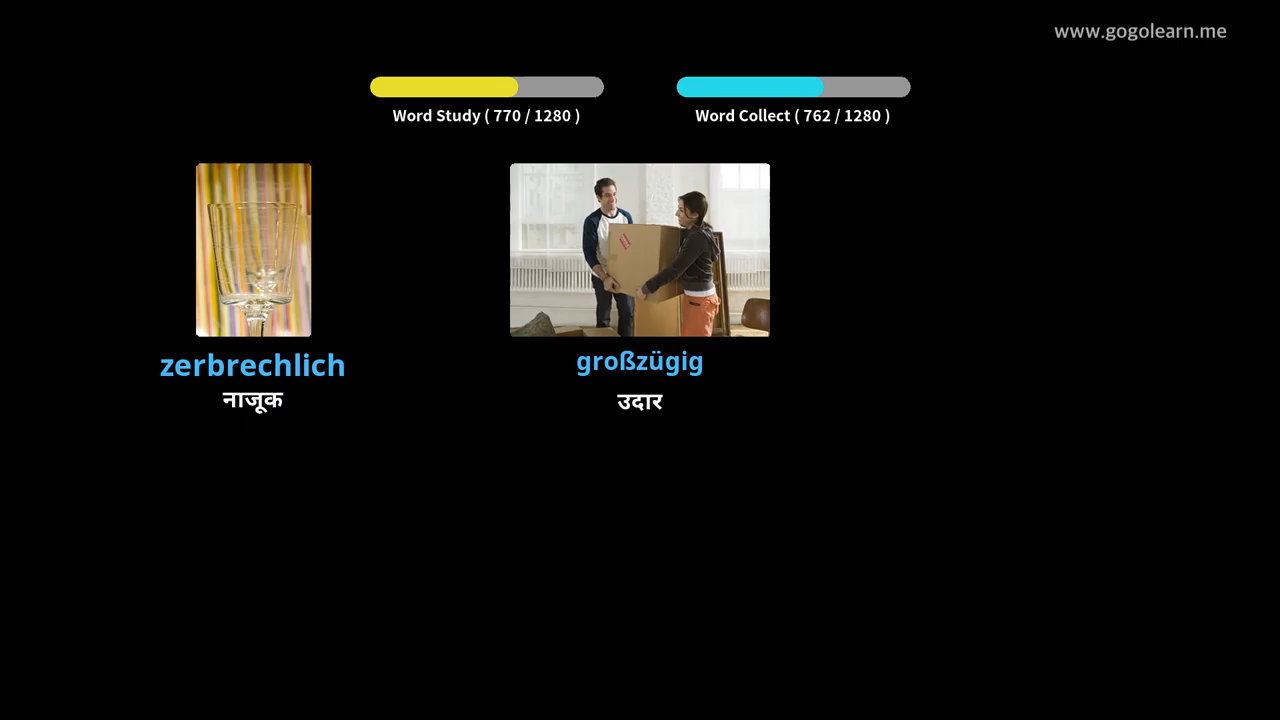 www.gogolearn.me
Word Study ( 770 / 1280 )
Word Collect ( 762 / 1280 )
zerbrechlich
नाजूक
großzügig
उदार